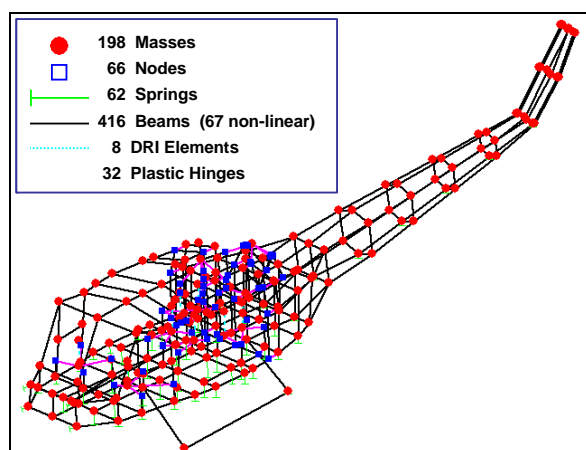 198 Masses
66 Nodes
62 Springs
416 Beams (67 non-linear)
8 DRI Elements
32 Plastic Hinges